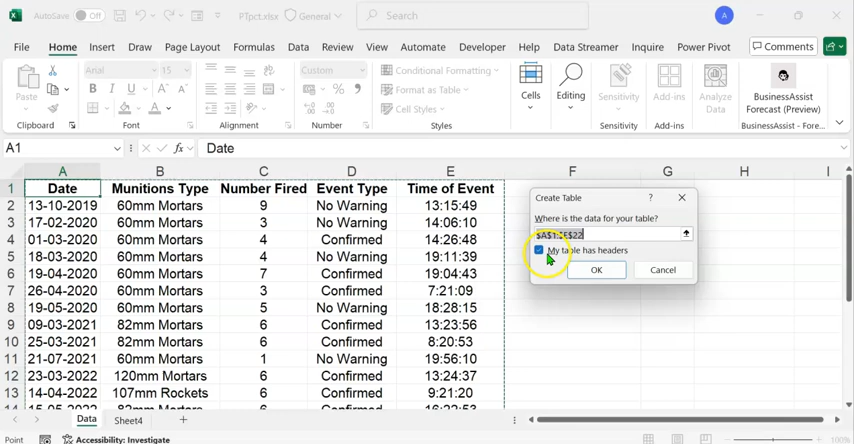 AutoSave Off PTpct.xlsx General Search A
File Home Insert Draw Page Layout Formulas Data Review View Automate Developer Help Data Streamer Inquire Power Pivot Comments
Paste Arial 15 Custom Conditional Formatting Format as Table Cell Styles Cells Editing Sensitivity Add-ins Analyze Data BusinessAssist Forecast (Preview)
Clipboard Font Alignment Number Styles Sensitivity Add-ins BusinessAssist - Fore...
A1 fx Date
A B C D E F G H I
1 Date Munitions Type Number Fired Event Type Time of Event
2 13-10-2019 60mm Mortars 9 No Warning 13:15:49
3 17-02-2020 60mm Mortars 3 No Warning 14:06:10
4 01-03-2020 60mm Mortars 4 Confirmed 14:26:48
5 18-03-2020 60mm Mortars 4 No Warning 19:11:39
6 19-04-2020 60mm Mortars 7 Confirmed 19:04:43
7 26-04-2020 60mm Mortars 3 Confirmed 7:21:09
8 19-05-2020 60mm Mortars 5 No Warning 18:28:15
9 09-03-2021 82mm Mortars 6 Confirmed 13:23:56
10 25-03-2021 82mm Mortars 6 Confirmed 8:20:53
11 21-07-2021 60mm Mortars 1 No Warning 19:56:10
12 23-03-2022 120mm Mortars 6 Confirmed 13:24:37
13 14-04-2022 107mm Rockets 6 Confirmed 9:21:20
14 15-05-2022 82mm Mortars 6 Confirmed 16:22:53
Create Table ?
Where is the data for your table?
$A$1:$E$22
My table has headers
OK Cancel
Data Sheet4
Point Accessibility: Investigate 100%